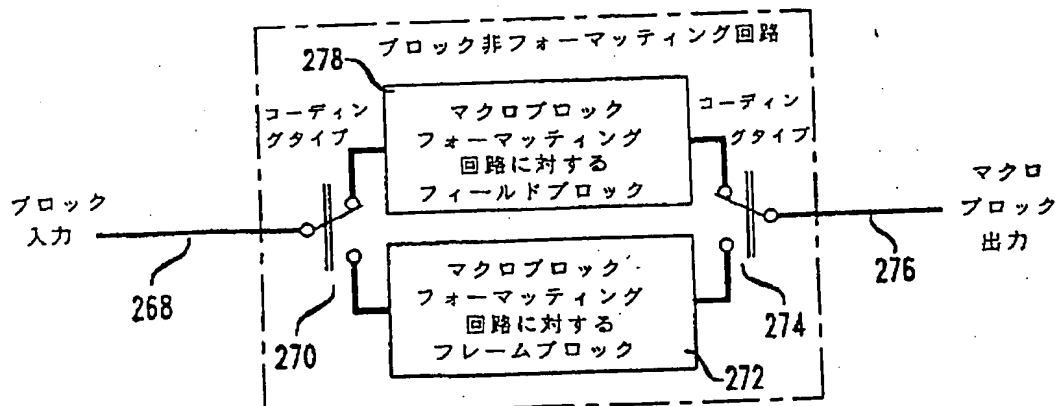 ブロック非フォーマッティング回路
278
コーディン
グタイプ
マクロブロック
フォーマッティング
回路に対する
フィールドブロック
コーディン
グタイプ
ブロック
入力
268
270
マクロブロック
フォーマッティング
回路に対する
フレームブロック
272
274
マクロ
ブロック
出力
276